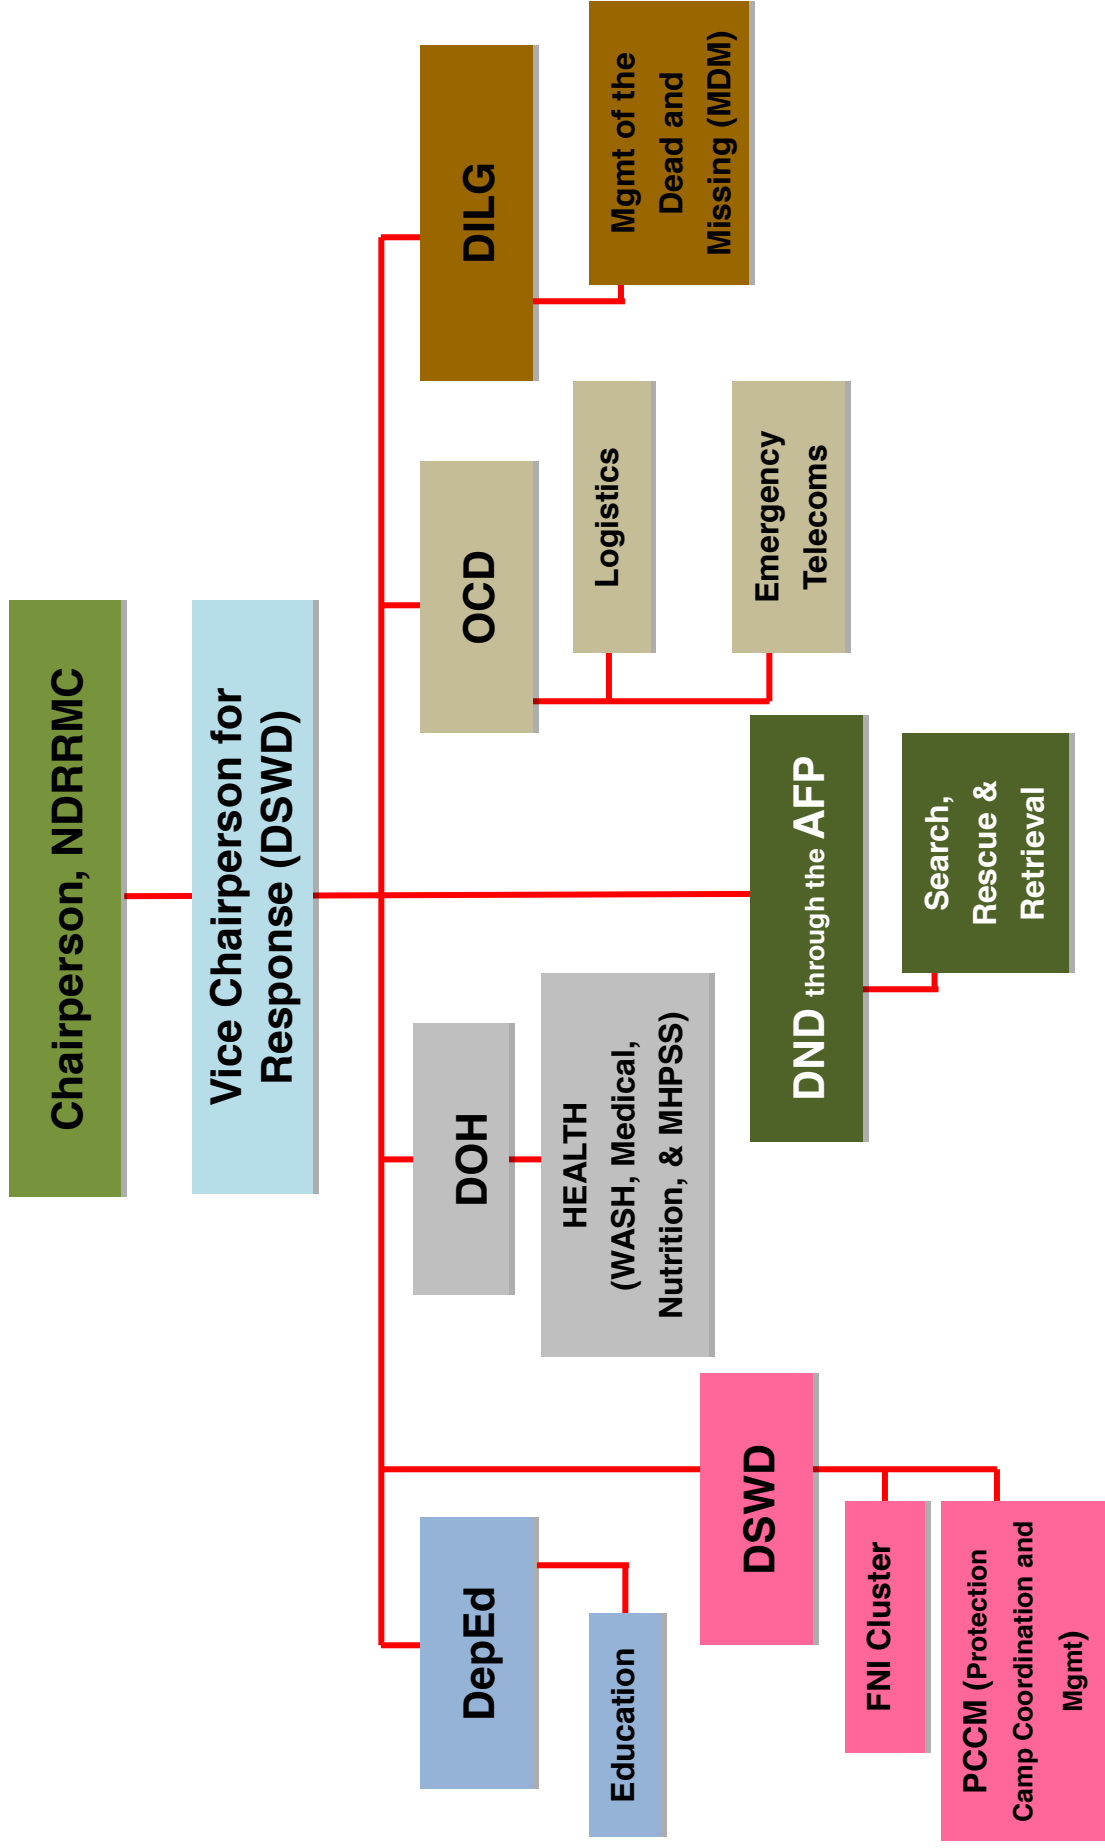 Chairperson, NDRRMC
Vice Chairperson for
Response (DSWD)
DepEd
Education
DSWD
FNI Cluster
PCCM (Protection
Camp Coordination and
Mgmt)
DOH
HEALTH
(WASH, Medical,
Nutrition, & MHPSS)
DND through the AFP
Search,
Rescue &
Retrieval
OCD
Logistics
Emergency
Telecoms
DILG
Mgmt of the
Dead and
Missing (MDM)